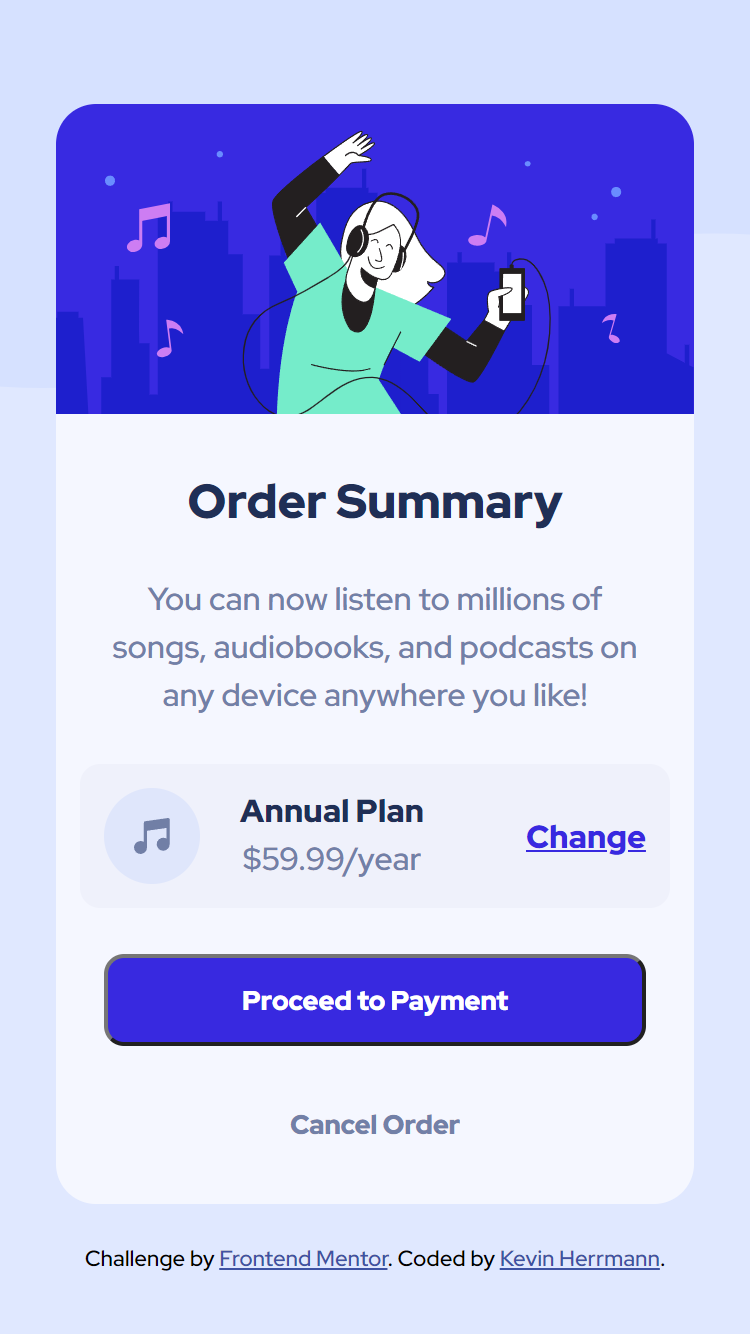 Order Summary
You can now listen to millions of
songs, audiobooks, and podcasts on
any device anywhere you like!
Annual Plan
$59.99/year
Change
Proceed to Payment
Cancel Order
Challenge by Frontend Mentor. Coded by Kevin Herrmann.